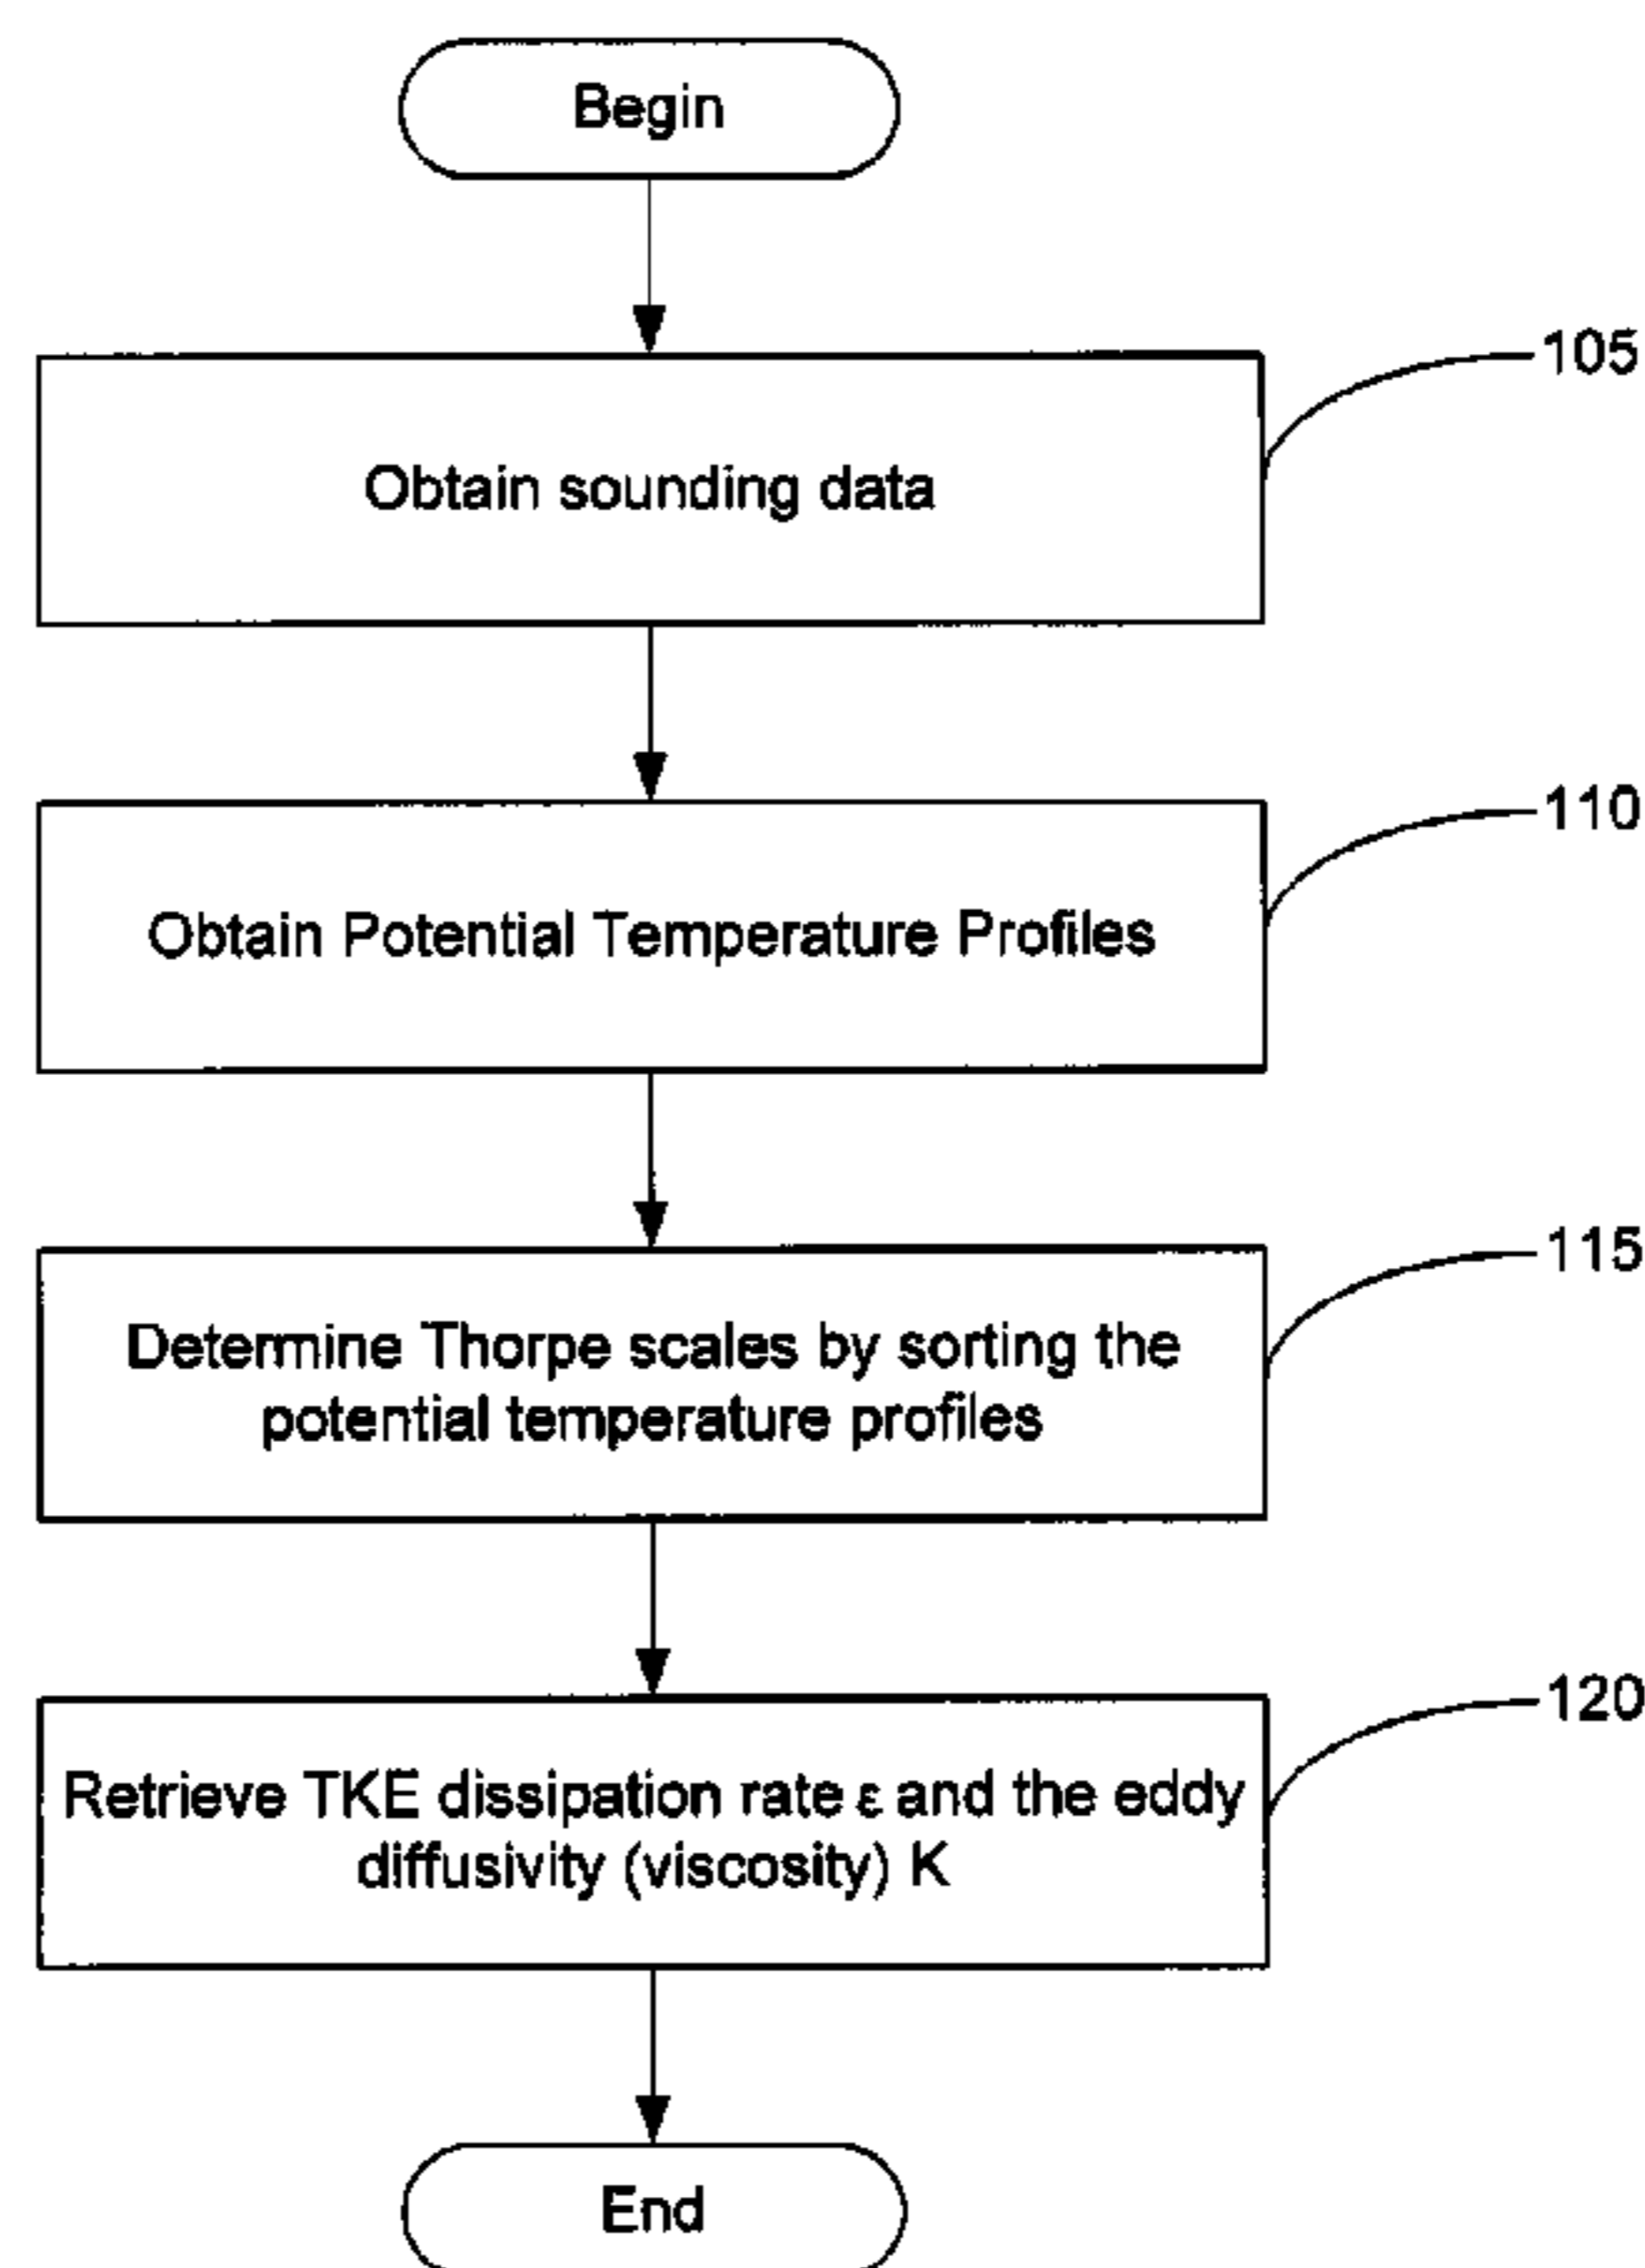 Begin
105
Obtain sounding data
110
Obtain Potential Temperature Profiles
115
Determine Thorpe scales by sorting the
potential temperature profiles
120
Retrieve TKE dissipation rate ε and the eddy
diffusivity (viscosity) K
End